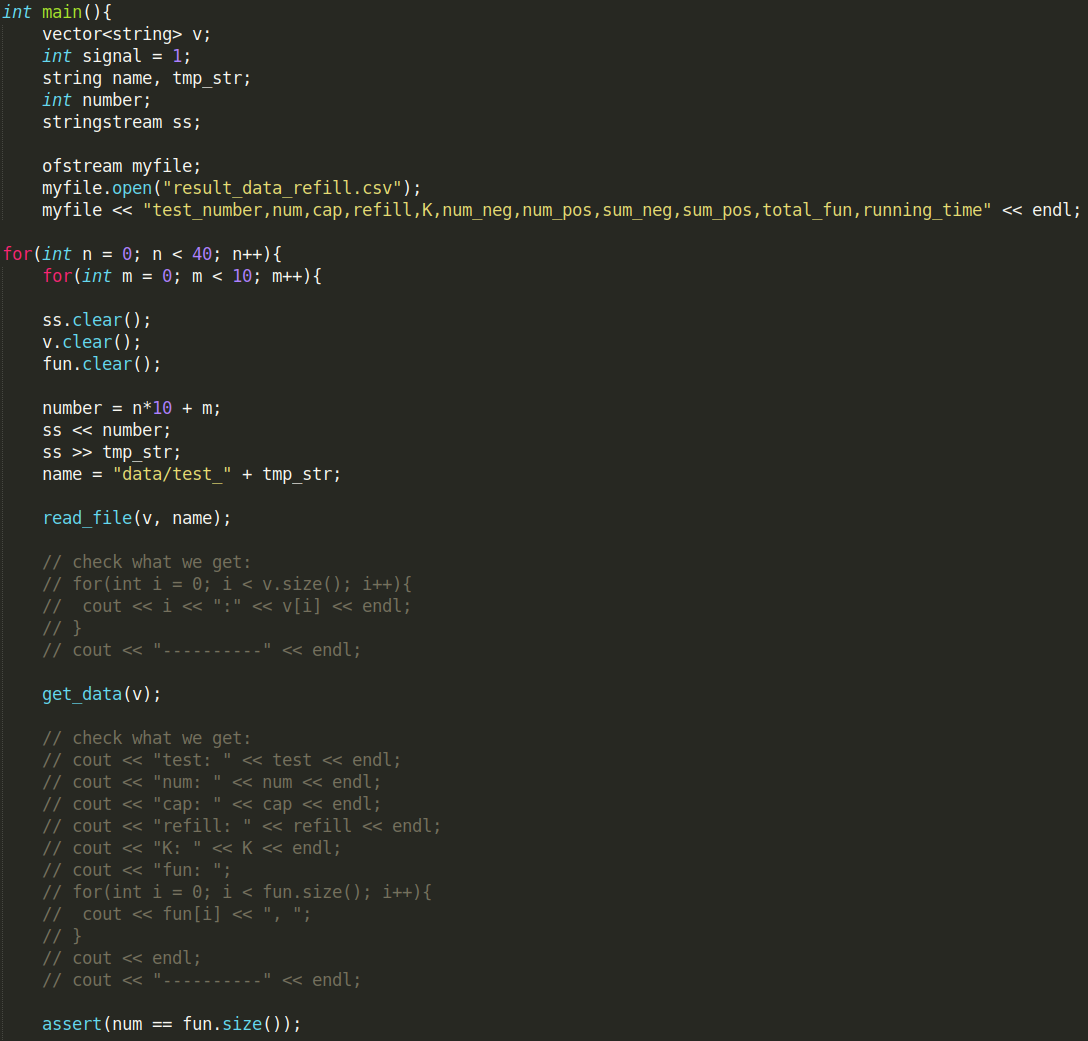 int main(){
    vector<string> v;
    int signal = 1;
    string name, tmp_str;
    int number;
    stringstream ss;

    ofstream myfile;
    myfile.open("result_data_refill.csv");
    myfile << "test_number,num,cap,refill,K,num_neg,num_pos,sum_neg,sum_pos,total_fun,running_time" << endl;

for(int n = 0; n < 40; n++){
    for(int m = 0; m < 10; m++){

    ss.clear();
    v.clear();
    fun.clear();

    number = n*10 + m;
    ss << number;
    ss >> tmp_str;
    name = "data/test_" + tmp_str;

    read_file(v, name);

    // check what we get:
    // for(int i = 0; i < v.size(); i++){
    //  cout << i << ":" << v[i] << endl;
    // }
    // cout << "----------" << endl;

    get_data(v);

    // check what we get:
    // cout << "test: " << test << endl;
    // cout << "num: " << num << endl;
    // cout << "cap: " << cap << endl;
    // cout << "refill: " << refill << endl;
    // cout << "K: " << K << endl;
    // cout << "fun: ";
    // for(int i = 0; i < fun.size(); i++){
    //  cout << fun[i] << ", ";
    // }
    // cout << endl;
    // cout << "----------" << endl;

    assert(num == fun.size());